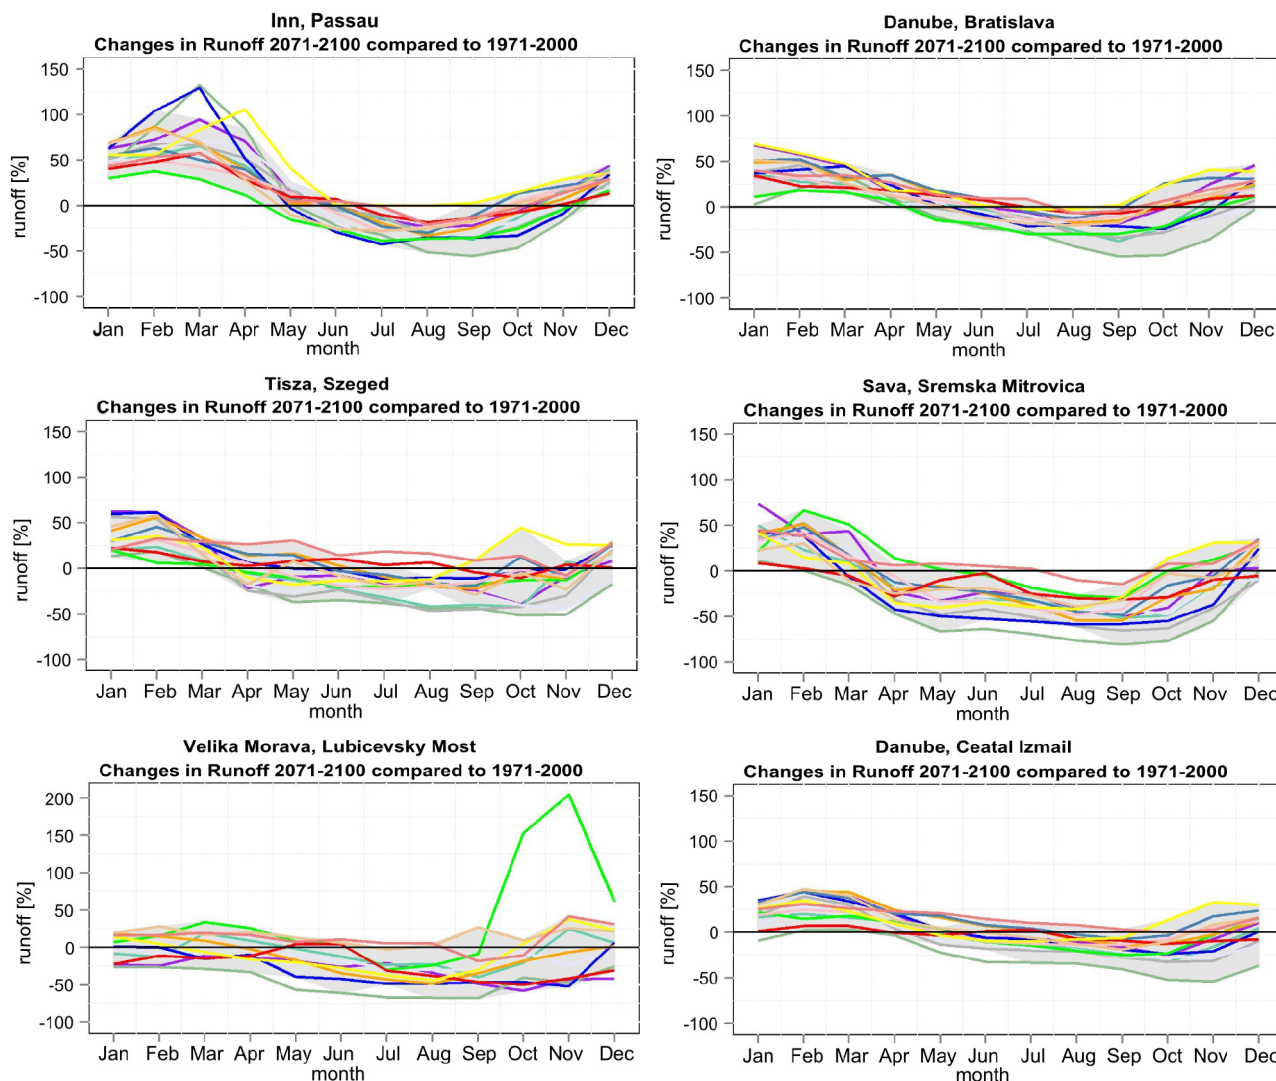 Inn, Passau
Changes in Runoff 2071-2100 compared to 1971-2000
150
100
50
0
-50
-100
runoff [%]
Jan Feb Mar Apr May Jun Jul Aug Sep Oct Nov Dec
month
Danube, Bratislava
Changes in Runoff 2071-2100 compared to 1971-2000
150
100
50
0
-50
-100
runoff [%]
Jan Feb Mar Apr May Jun Jul Aug Sep Oct Nov Dec
month
Tisza, Szeged
Changes in Runoff 2071-2100 compared to 1971-2000
150
100
50
0
-50
-100
runoff [%]
Jan Feb Mar Apr May Jun Jul Aug Sep Oct Nov Dec
month
Sava, Sremska Mitrovica
Changes in Runoff 2071-2100 compared to 1971-2000
150
100
50
0
-50
-100
runoff [%]
Jan Feb Mar Apr May Jun Jul Aug Sep Oct Nov Dec
month
Velika Morava, Lubicevsky Most
Changes in Runoff 2071-2100 compared to 1971-2000
200
150
100
50
0
-50
-100
runoff [%]
Jan Feb Mar Apr May Jun Jul Aug Sep Oct Nov Dec
month
Danube, Ceatal Izmail
Changes in Runoff 2071-2100 compared to 1971-2000
150
100
50
0
-50
-100
runoff [%]
Jan Feb Mar Apr May Jun Jul Aug Sep Oct Nov Dec
month